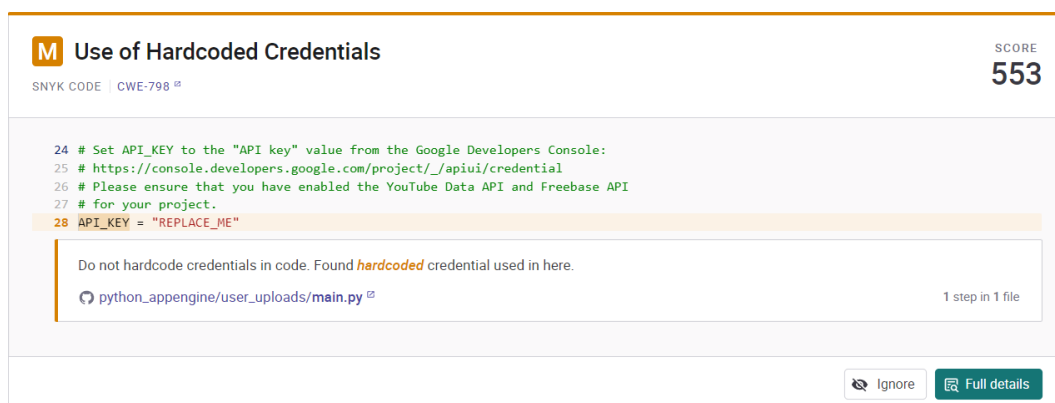 M Use of Hardcoded Credentials
SCORE
553
SNYK CODE | CWE-798
24 # Set API_KEY to the "API key" value from the Google Developers Console:
25 # https://console.developers.google.com/project/_/apiui/credential
26 # Please ensure that you have enabled the YouTube Data API and Freebase API
27 # for your project.
28 API_KEY = "REPLACE_ME"
Do not hardcode credentials in code. Found hardcoded credential used in here.
python_appengine/user_uploads/main.py
1 step in 1 file
Ignore
Full details